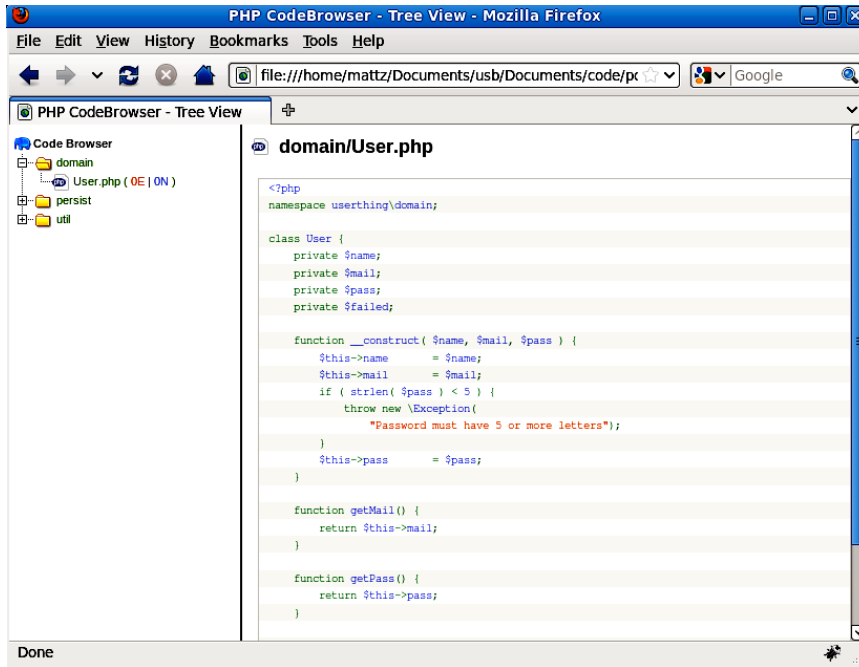 PHP CodeBrowser - Tree View - Mozilla Firefox
File Edit View History Bookmarks Tools Help
file:///home/mattz/Documents/usb/Documents/code/pc
Google
PHP CodeBrowser - Tree View
Code Browser
domain
User.php ( 0E | 0N )
persist
util
domain/User.php
<?php
namespace userthing\domain;
class User {
    private $name;
    private $mail;
    private $pass;
    private $failed;
    function __construct( $name, $mail, $pass ) {
        $this->name       = $name;
        $this->mail       = $mail;
        if ( strlen( $pass ) < 5 ) {
            throw new \Exception(
                "Password must have 5 or more letters");
        }
        $this->pass       = $pass;
    }
    function getMail() {
        return $this->mail;
    }
    function getPass() {
        return $this->pass;
    }
Done